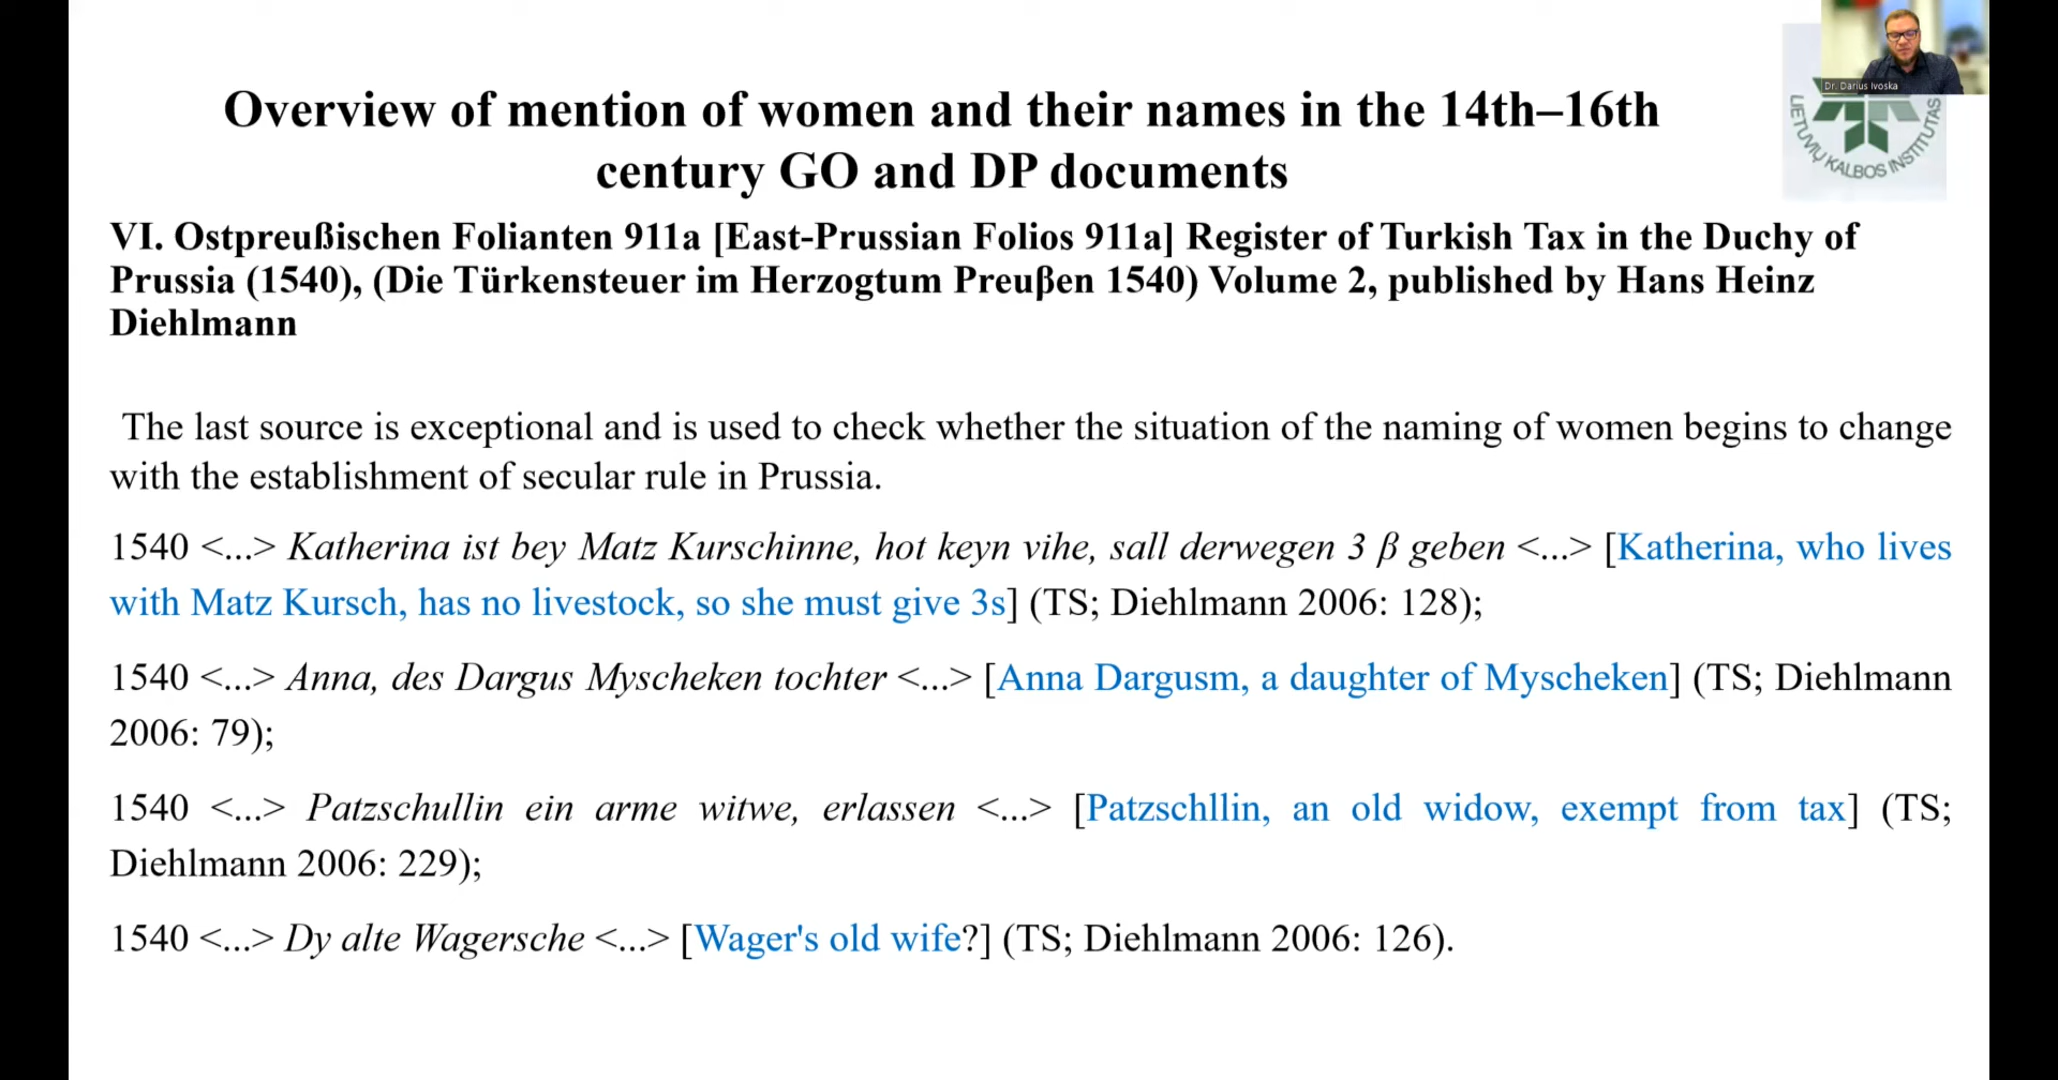 Dr. Darius Ivoska
LIETUVIŲ KALBOS INSTITUTAS
Overview of mention of women and their names in the 14th–16th
century GO and DP documents
VI. Ostpreußischen Folianten 911a [East-Prussian Folios 911a] Register of Turkish Tax in the Duchy of
Prussia (1540), (Die Türkensteuer im Herzogtum Preuβen 1540) Volume 2, published by Hans Heinz
Diehlmann
The last source is exceptional and is used to check whether the situation of the naming of women begins to change
with the establishment of secular rule in Prussia.
1540 <...> Katherina ist bey Matz Kurschinne, hot keyn vihe, sall derwegen 3 β geben <...> [Katherina, who lives
with Matz Kursch, has no livestock, so she must give 3s] (TS; Diehlmann 2006: 128);
1540 <...> Anna, des Dargus Myscheken tochter <...> [Anna Dargusm, a daughter of Myscheken] (TS; Diehlmann
2006: 79);
1540 <...> Patzschullin ein arme witwe, erlassen <...> [Patzschllin, an old widow, exempt from tax] (TS;
Diehlmann 2006: 229);
1540 <...> Dy alte Wagersche <...> [Wager's old wife?] (TS; Diehlmann 2006: 126).